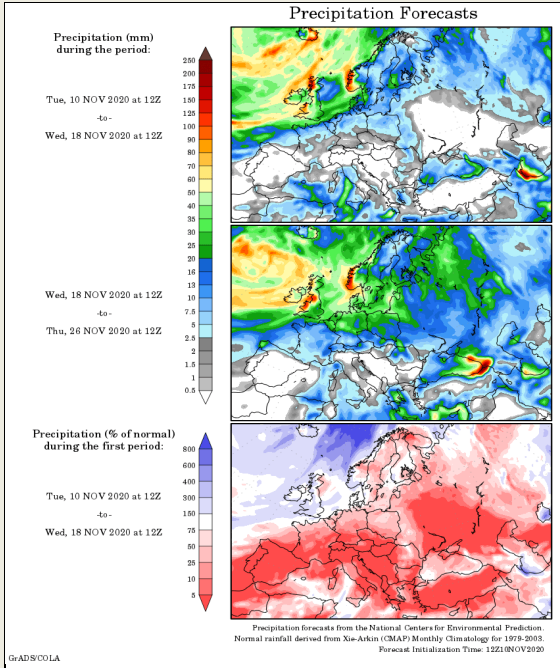 Precipitation Forecasts
Precipitation (mm)
during the period:
Tue, 10 NOV 2020 at 12Z
-to-
Wed, 18 NOV 2020 at 12Z
250
200
175
150
125
100
90
80
70
60
50
40
35
30
25
20
16
13
10
7.5
5
2.5
2
1.5
1
0.5
Wed, 18 NOV 2020 at 12Z
-to-
Thu, 26 NOV 2020 at 12Z
Precipitation (% of normal)
during the first period:
Tue, 10 NOV 2020 at 12Z
-to-
Wed, 18 NOV 2020 at 12Z
800
600
400
300
150
75
50
25
10
5
Precipitation forecasts from the National Centers for Environmental Prediction.
Normal rainfall derived from Xie-Arkin (CMAP) Monthly Climatology for 1979-2003.
Forecast Initialization Time: 12Z10NOV2020
GrADS/COLA